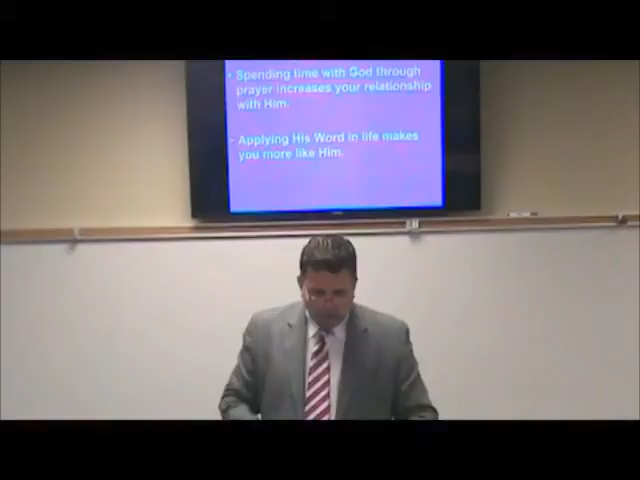 • Spending time with God through
prayer increases your relationship
with Him.
• Applying His Word in life makes
you more like Him.